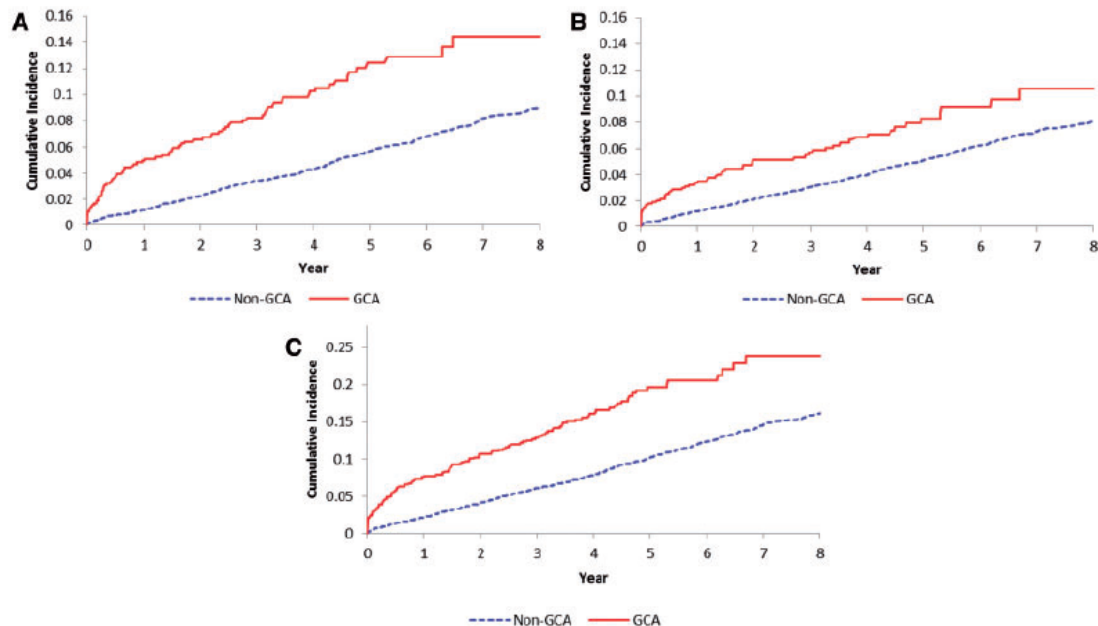 A
Cumulative Incidence
0.16
0.14
0.12
0.1
0.08
0.06
0.04
0.02
0
0 1 2 3 4 5 6 7 8
Year
Non-GCA GCA
B
Cumulative Incidence
0.16
0.14
0.12
0.1
0.08
0.06
0.04
0.02
0
0 1 2 3 4 5 6 7 8
Year
Non-GCA GCA
C
Cumulative Incidence
0.25
0.2
0.15
0.1
0.05
0
0 1 2 3 4 5 6 7 8
Year
Non-GCA GCA